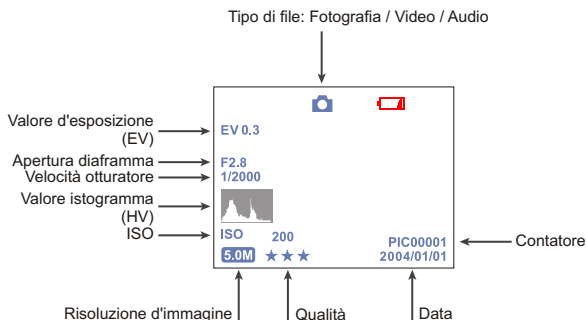 Tipo di file: Fotografia / Video / Audio
Valore d'esposizione
(EV)
EV 0.3
Apertura diaframma
F2.8
Velocità otturatore
1/2000
Valore istogramma
(HV)
ISO
ISO 200
PIC00001
Contatore
5.0M ★★★
2004/01/01
Risoluzione d'immagine
Qualità
Data